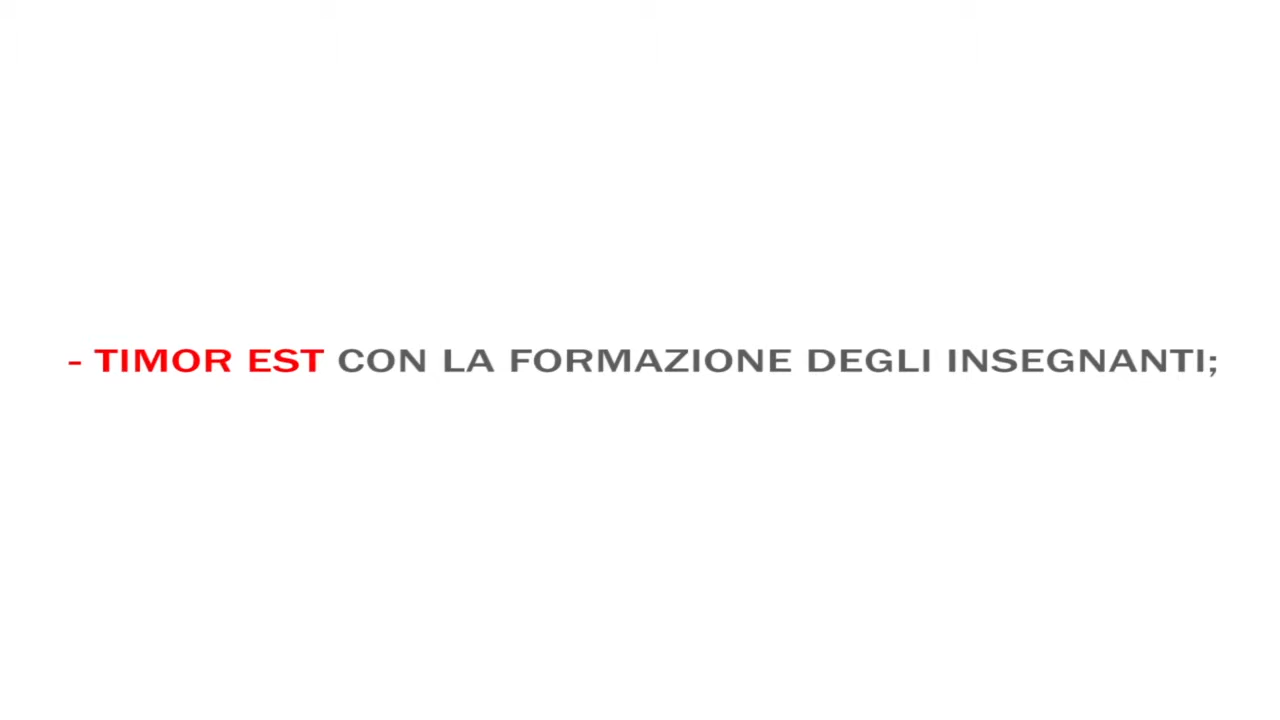 - TIMOR EST CON LA FORMAZIONE DEGLI INSEGNANTI;